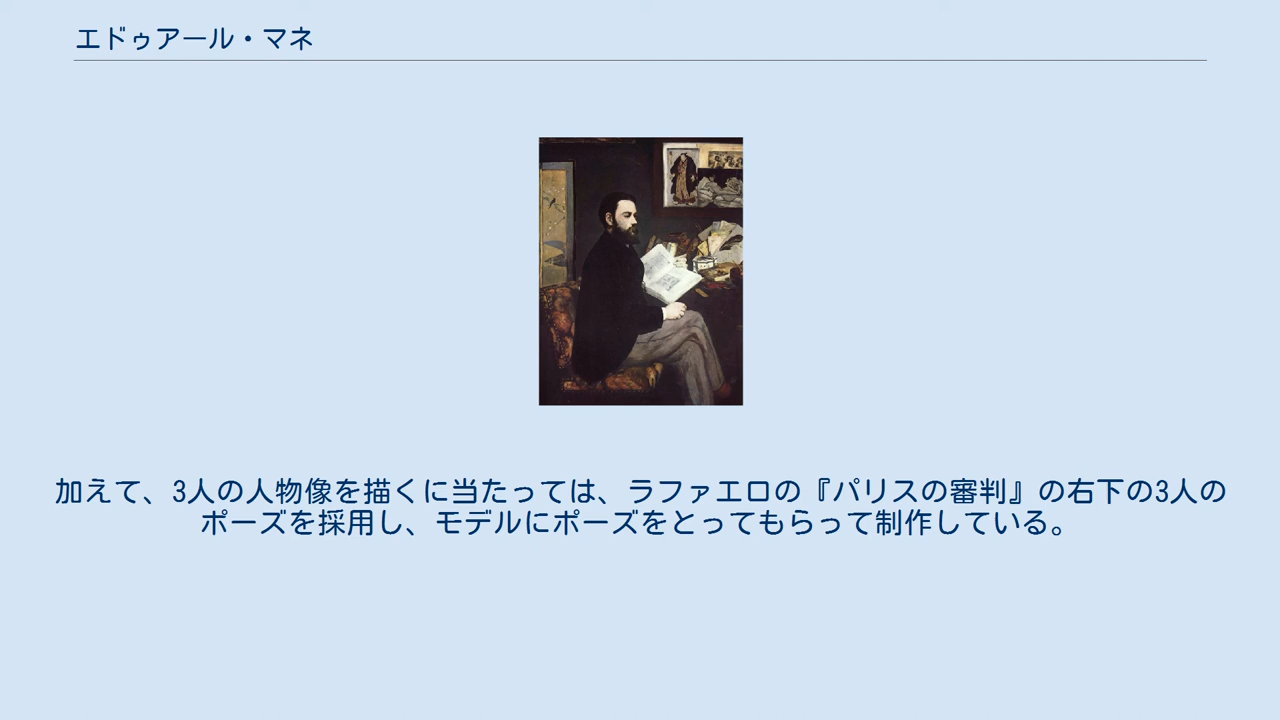 エドゥアール・マネ
加えて、3人の人物像を描くに当たっては、ラファエロの『パリスの審判』の右下の3人の
ポーズを採用し、モデルにポーズをとってもらって制作している。